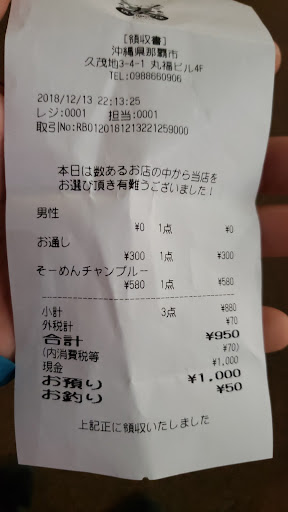 [領収書]
沖縄県那覇市
久茂地3-4-1 丸福ビル4F
TEL:0988660906
2018/12/13 22:13:25
レジ:0001 担当:0001
取引No:RB0120181213221259000
本日は数あるお店の中から当店を
お選び頂き有難うございました!
男性
¥0 1点 ¥0
お通し
¥300 1点 ¥300
そーめんチャンプルー
¥580 1点 ¥580
小計 3点 ¥880
外税計 ¥70
合計 ¥950
(内消費税等 ¥70)
現金 ¥1,000
お預り ¥1,000
お釣り ¥50
上記正に領収いたしました